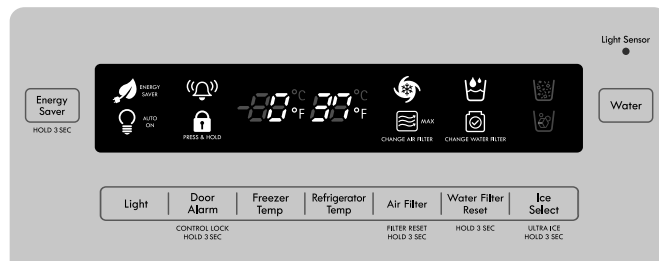 Light Sensor
Energy
Saver
HOLD 3 SEC
ENERGY
SAVER
AUTO
ON
PRESS & HOLD
0 °C
°F
37 °C
°F
MAX
CHANGE AIR FILTER
CHANGE WATER FILTER
Water
Light
Door
Alarm
CONTROL LOCK
HOLD 3 SEC
Freezer
Temp
Refrigerator
Temp
Air Filter
FILTER RESET
HOLD 3 SEC
Water Filter
Reset
HOLD 3 SEC
Ice
Select
ULTRA ICE
HOLD 3 SEC